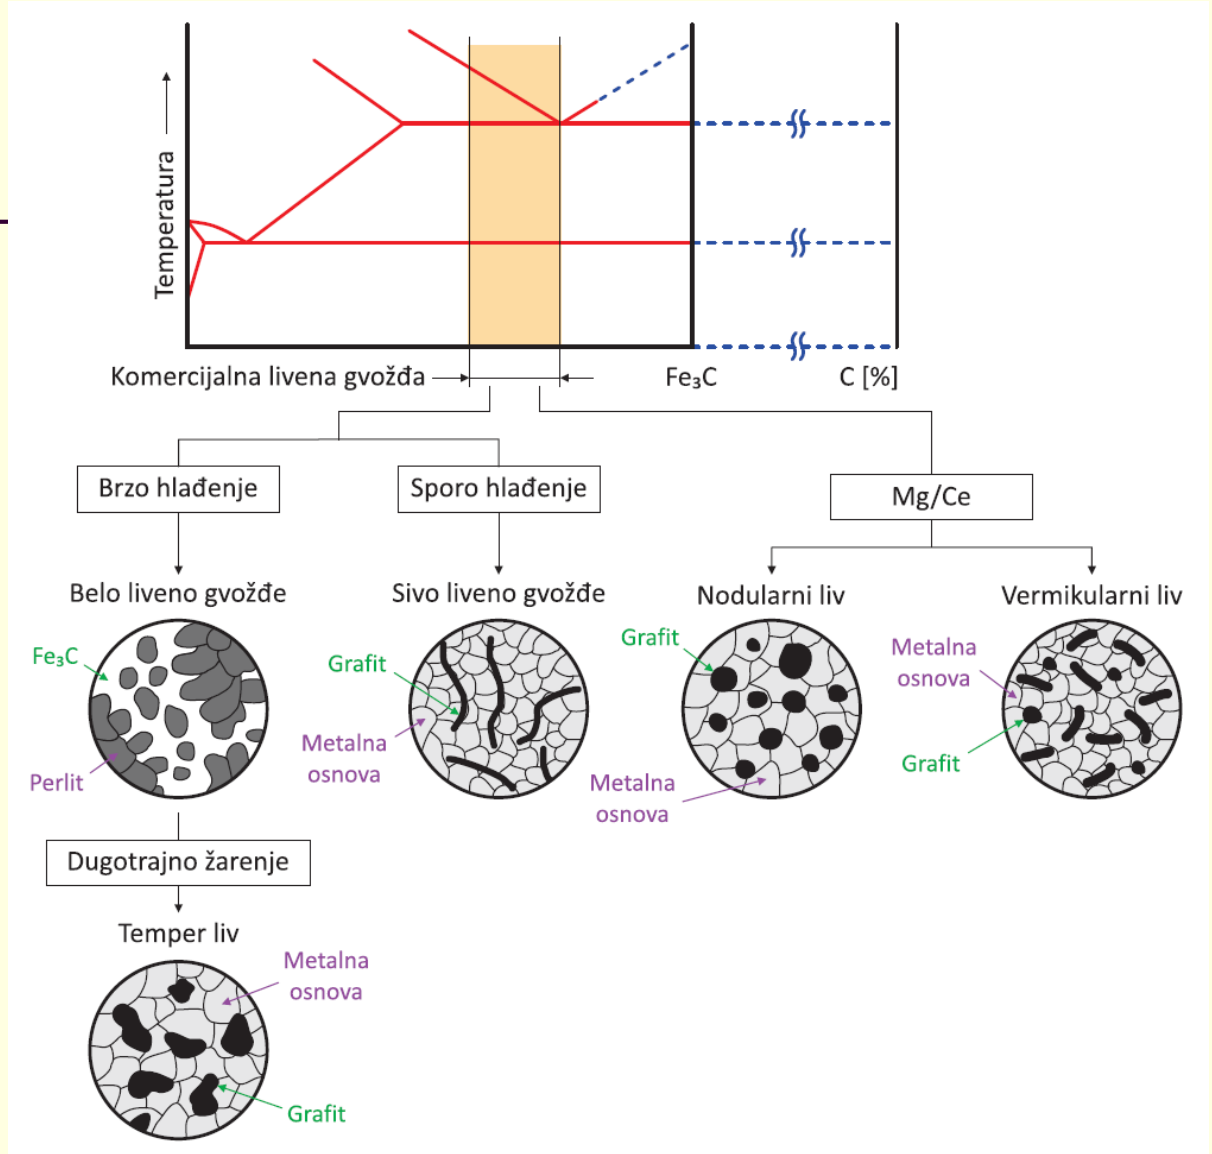 Temperatura
Komercijalna livena gvožđa
Fe₃C
C [%]
Brzo hlađenje
Sporo hlađenje
Mg/Ce
Belo liveno gvožđe
Sivo liveno gvožđe
Nodularni liv
Vermikularni liv
Fe₃C
Perlit
Grafit
Metalna
osnova
Grafit
Metalna
osnova
Metalna
osnova
Grafit
Dugotrajno žarenje
Temper liv
Metalna
osnova
Grafit